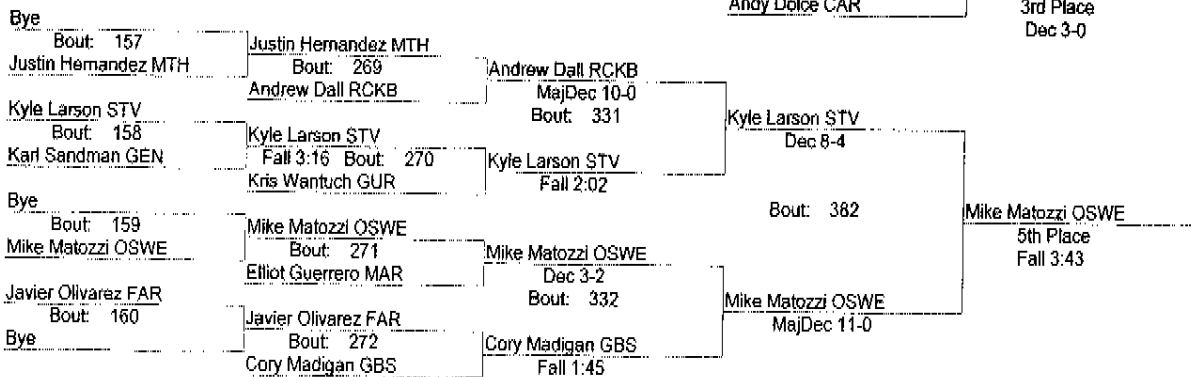 Andy Dolce CAR
3rd Place
Dec 3-0
Bye
Bout: 157
Justin Hernandez MTH
Justin Hernandez MTH
Bout: 269
Andrew Dall RCKB
Andrew Dall RCKB
MajDec 10-0
Bout: 331
Kyle Larson STV
Bout: 158
Karl Sandman GEN
Kyle Larson STV
Fall 3:16 Bout: 270
Kris Wantuch GUR
Kyle Larson STV
Fall 2:02
Kyle Larson STV
Dec 8-4
Bout: 382
Bye
Bout: 159
Mike Matozzi OSWE
Mike Matozzi OSWE
Bout: 271
Elliot Guerrero MAR
Mike Matozzi OSWE
Dec 3-2
Bout: 332
Javier Olivarez FAR
Bout: 160
Bye
Javier Olivarez FAR
Bout: 272
Cory Madigan GBS
Cory Madigan GBS
Fall 1:45
Mike Matozzi OSWE
MajDec 11-0
Mike Matozzi OSWE
5th Place
Fall 3:43